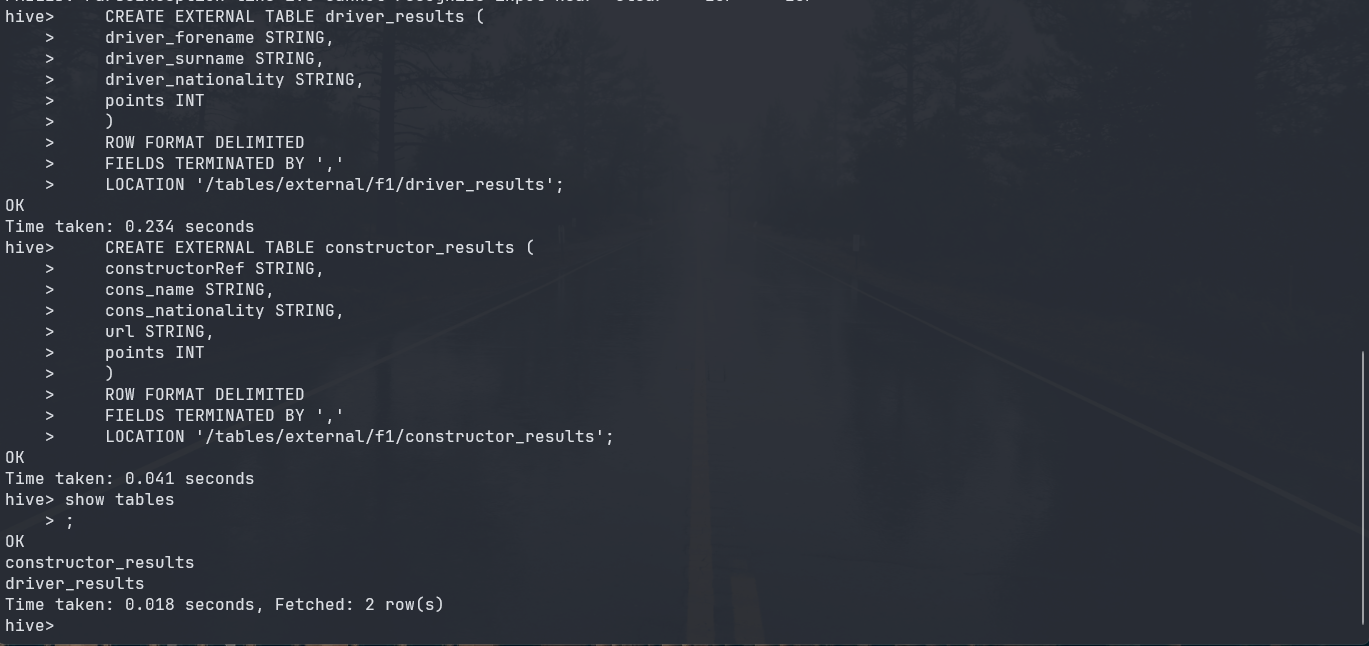 hive>     CREATE EXTERNAL TABLE driver_results (
    >     driver_forename STRING,
    >     driver_surname STRING,
    >     driver_nationality STRING,
    >     points INT
    >     )
    >     ROW FORMAT DELIMITED
    >     FIELDS TERMINATED BY ','
    >     LOCATION '/tables/external/f1/driver_results';
OK
Time taken: 0.234 seconds
hive>     CREATE EXTERNAL TABLE constructor_results (
    >     constructorRef STRING,
    >     cons_name STRING,
    >     cons_nationality STRING,
    >     url STRING,
    >     points INT
    >     )
    >     ROW FORMAT DELIMITED
    >     FIELDS TERMINATED BY ','
    >     LOCATION '/tables/external/f1/constructor_results';
OK
Time taken: 0.041 seconds
hive> show tables
    > ;
OK
constructor_results
driver_results
Time taken: 0.018 seconds, Fetched: 2 row(s)
hive>